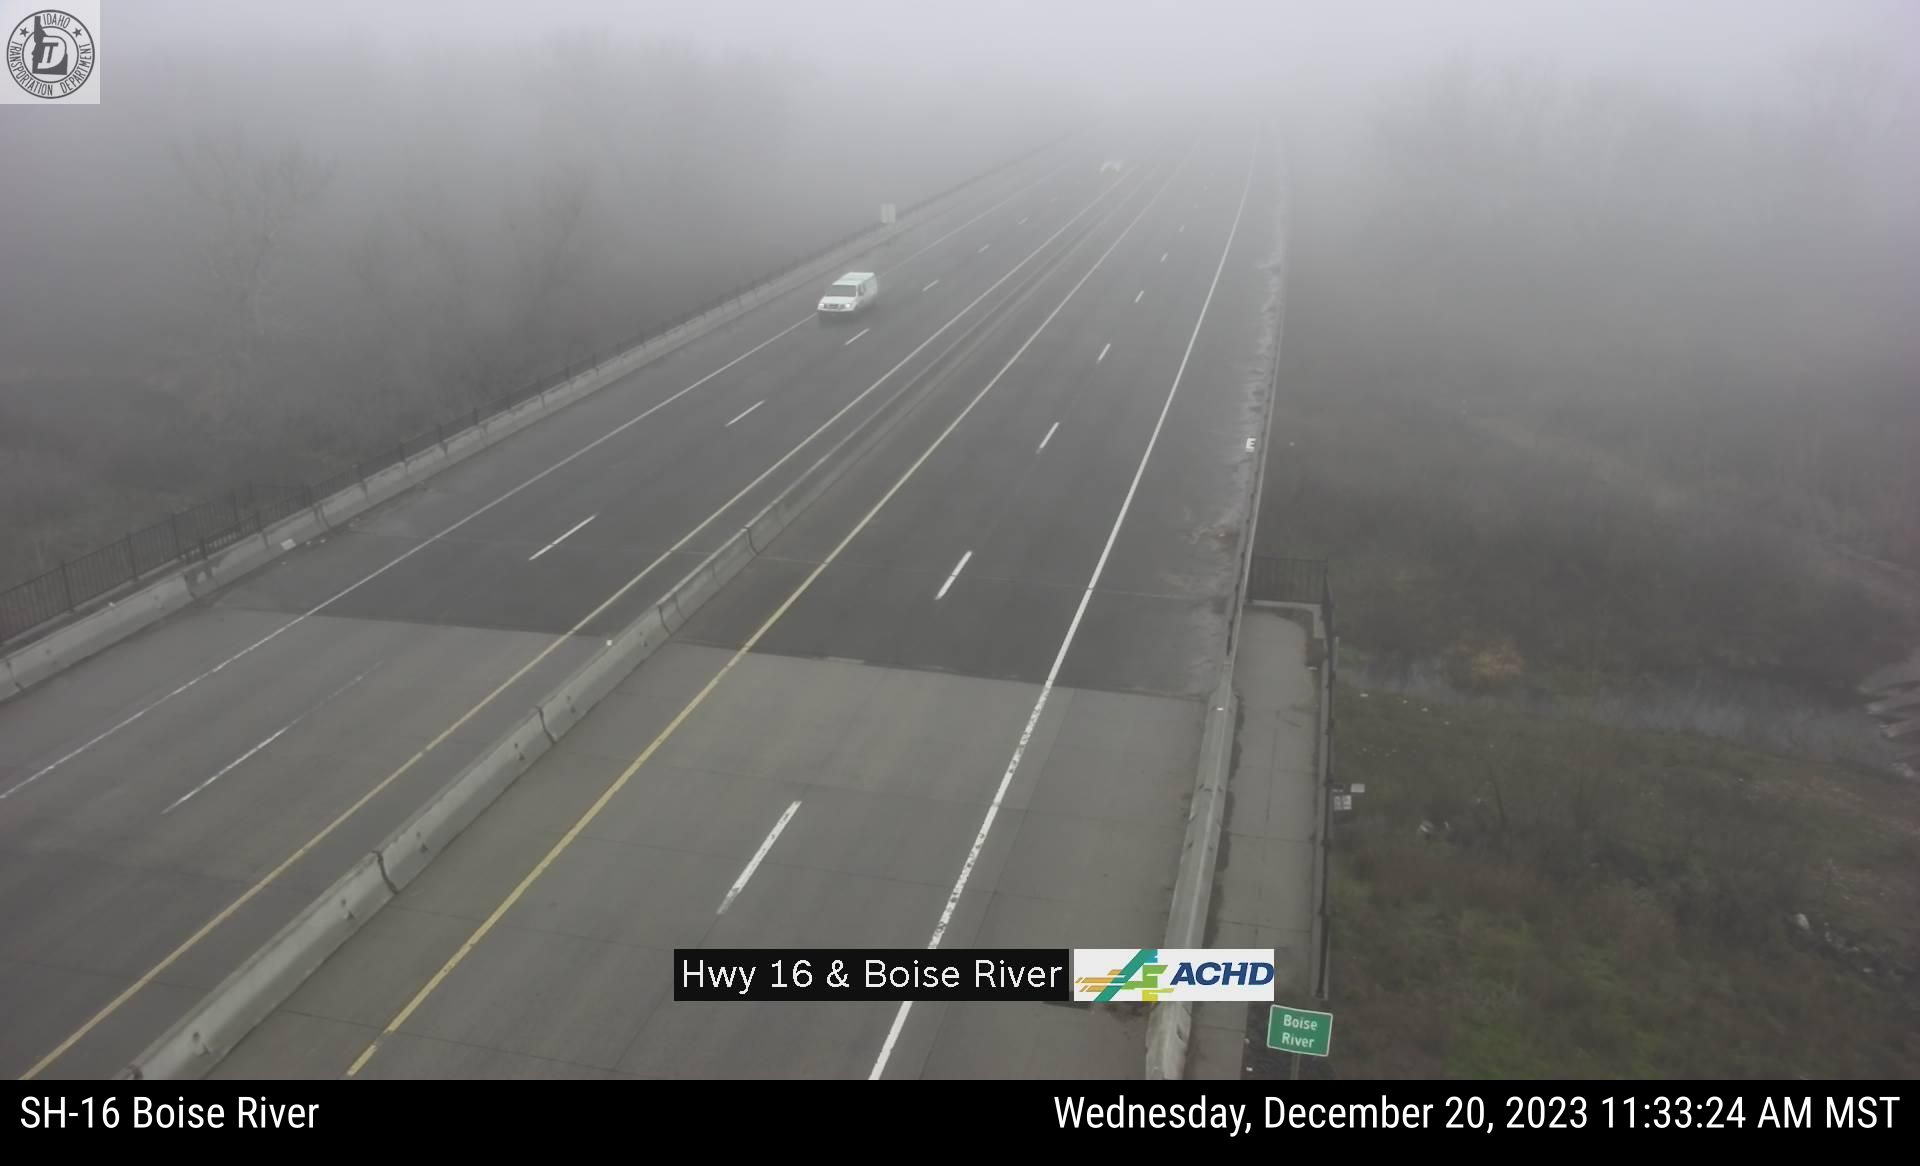 IDAHO
TRANSPORTATION DEPARTMENT
E
Hwy 16 & Boise River
ACHD
Boise
River
SH-16 Boise River
Wednesday, December 20, 2023 11:33:24 AM MST